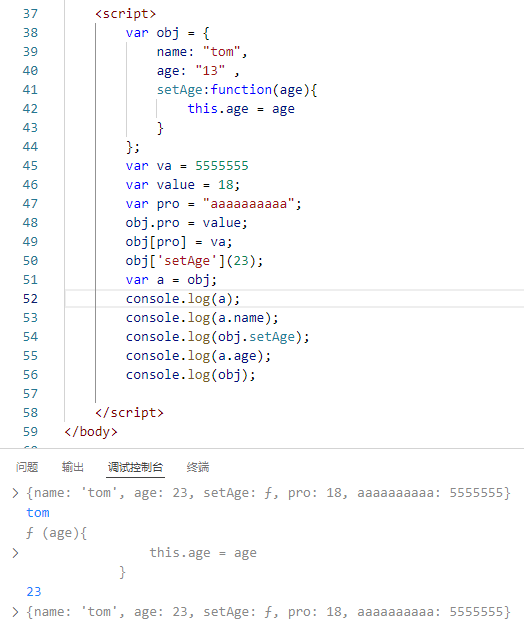 37 <script>
38 var obj = {
39 name: "tom",
40 age: "13" ,
41 setAge:function(age){
42 this.age = age
43 }
44 };
45 var va = 5555555
46 var value = 18;
47 var pro = "aaaaaaaaaa";
48 obj.pro = value;
49 obj[pro] = va;
50 obj['setAge'](23);
51 var a = obj;
52 console.log(a);
53 console.log(a.name);
54 console.log(obj.setAge);
55 console.log(a.age);
56 console.log(obj);
57
58 </script>
59 </body>
问题 输出 调试控制台 终端
> {name: 'tom', age: 23, setAge: ƒ, pro: 18, aaaaaaaaaa: 5555555}
tom
ƒ (age){
> this.age = age
}
23
> {name: 'tom', age: 23, setAge: ƒ, pro: 18, aaaaaaaaaa: 5555555}